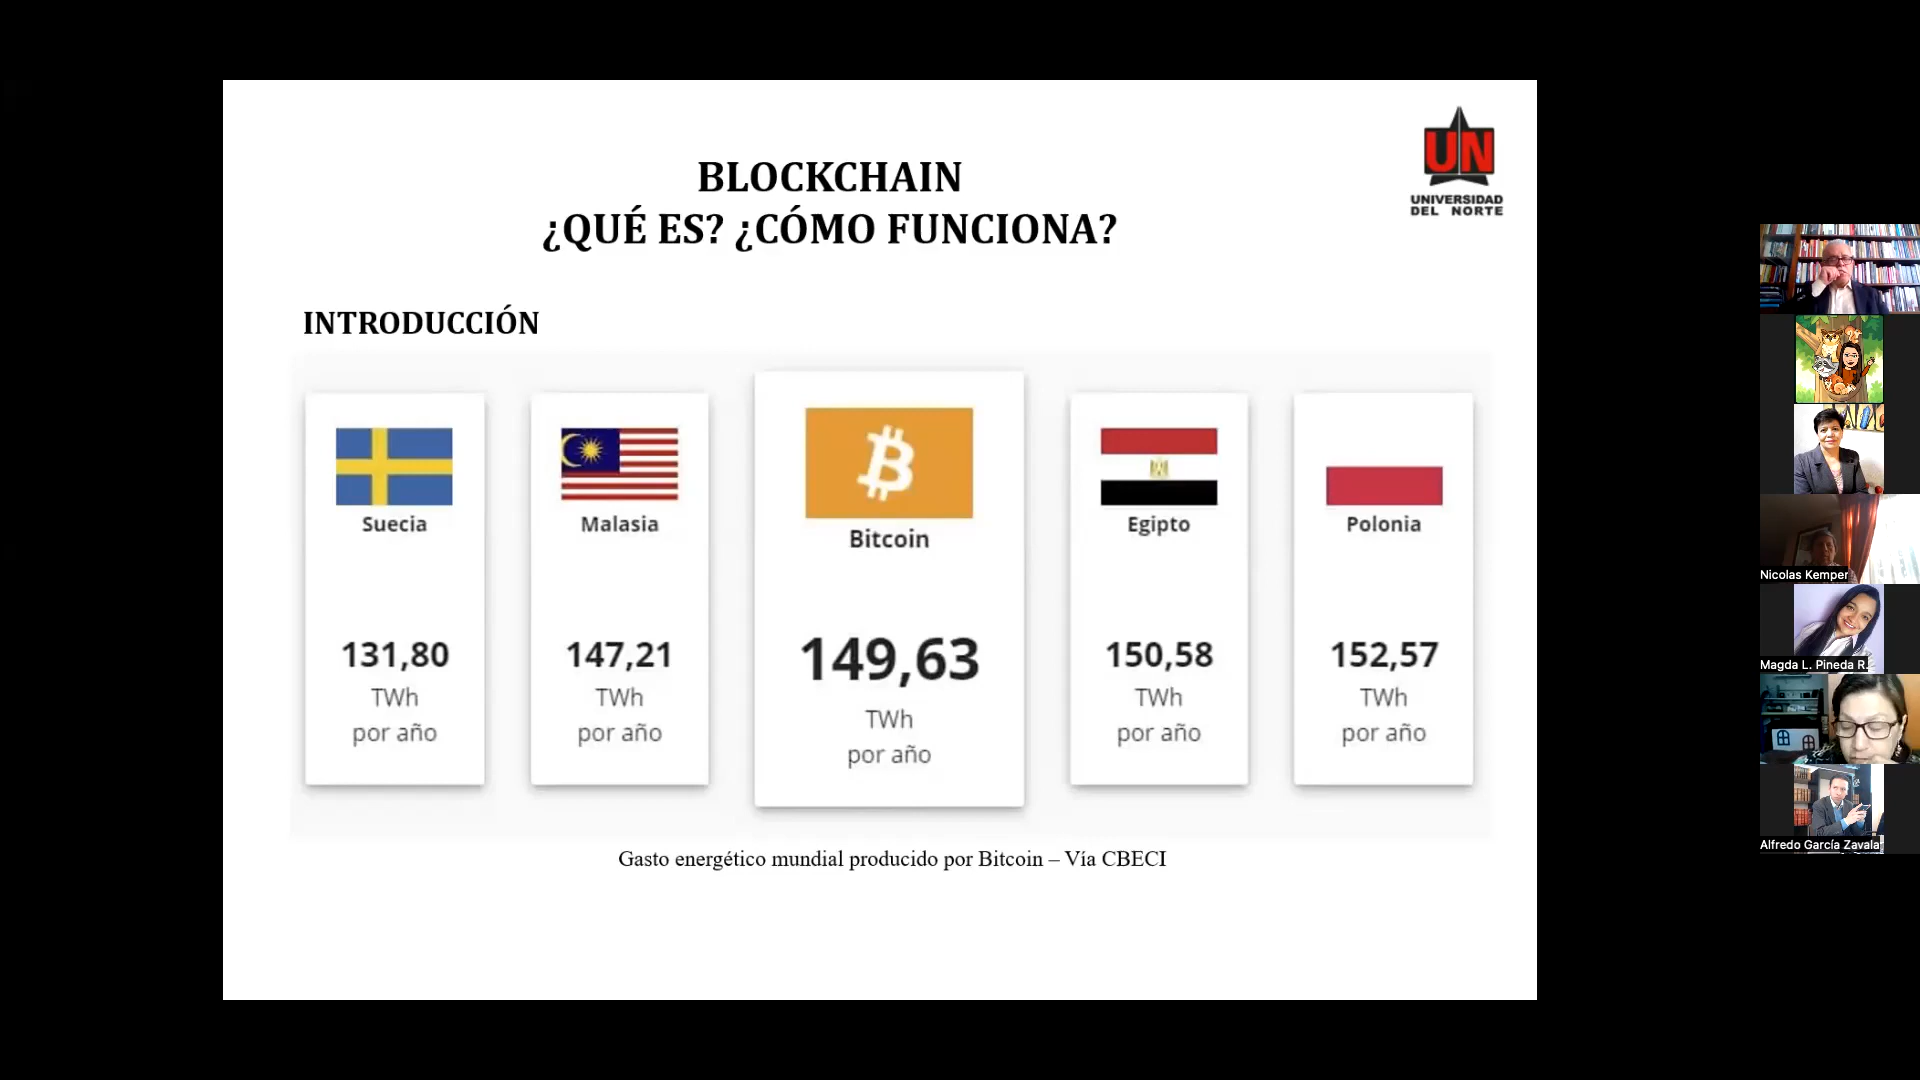 BLOCKCHAIN
¿QUÉ ES? ¿CÓMO FUNCIONA?
UN
UNIVERSIDAD
DEL NORTE
INTRODUCCIÓN
Suecia
131,80
TWh
por año
Malasia
147,21
TWh
por año
Bitcoin
149,63
TWh
por año
Egipto
150,58
TWh
por año
Polonia
152,57
TWh
por año
Gasto energético mundial producido por Bitcoin – Vía CBECI
Nicolas Kemper
Magda L. Pineda R.
Alfredo García Zavala